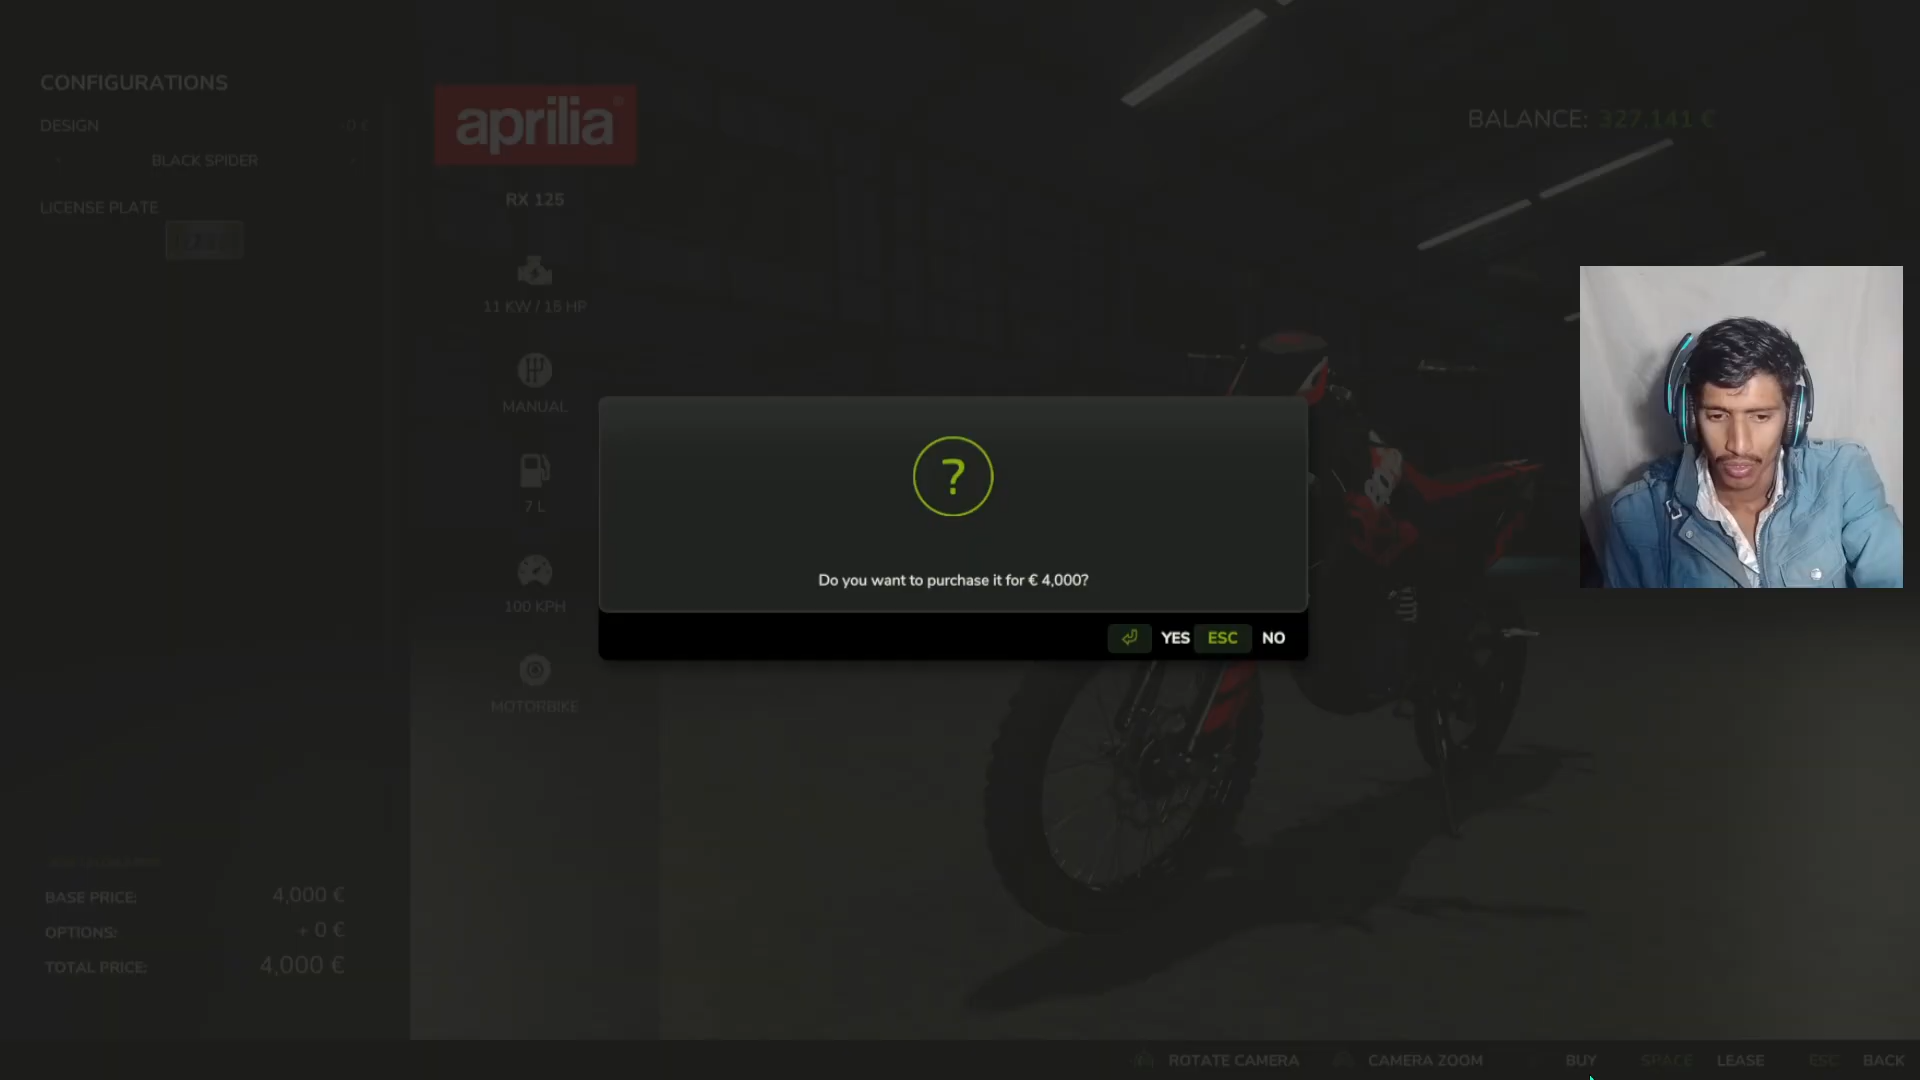 CONFIGURATIONS
DESIGN
BLACK SPIDER
LICENSE PLATE
aprilia
RX 125
11 KW / 15 HP
MANUAL
7 L
100 KPH
MOTORBIKE
BALANCE: 327,141 €
?
Do you want to purchase it for € 4,000?
YES ESC NO
BASE PRICE: 4,000 €
OPTIONS: + 0 €
TOTAL PRICE: 4,000 €
ROTATE CAMERA CAMERA ZOOM BUY SPACE LEASE ESC BACK